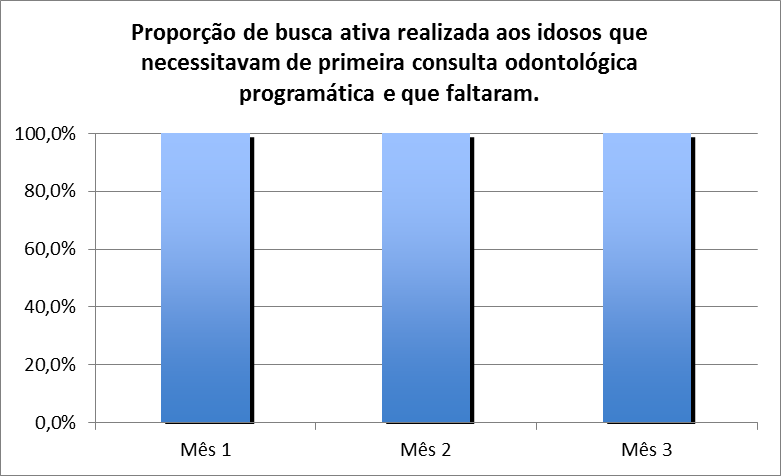 Proporção de busca ativa realizada aos idosos que
necessitavam de primeira consulta odontológica
programática e que faltaram.
100,0%
80,0%
60,0%
40,0%
20,0%
0,0%
Mês 1 Mês 2 Mês 3